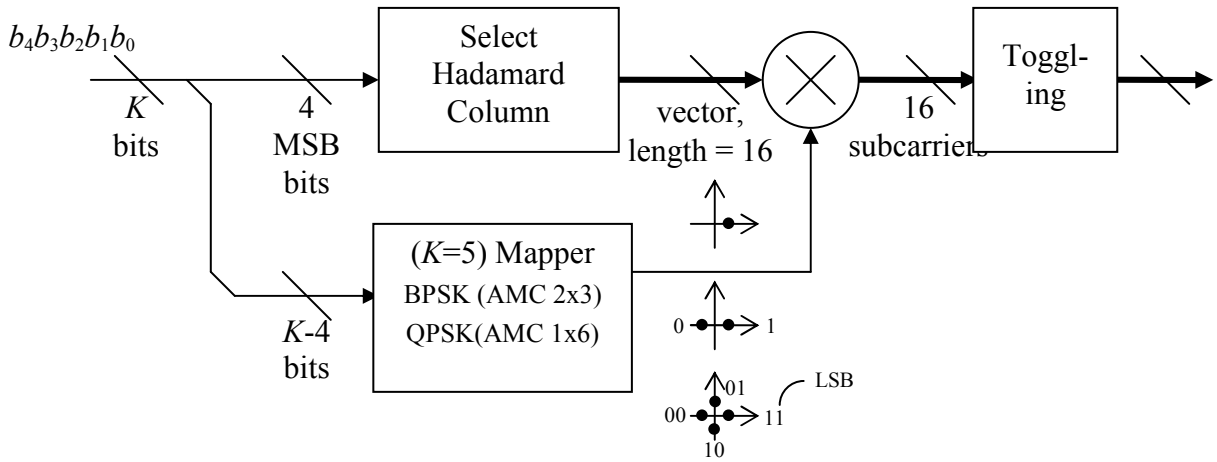 b₄b₃b₂b₁b₀
K
bits
4
MSB
bits
Select
Hadamard
Column
vector,
length = 16
16
subcarriers
Toggl-
ing
K-4
bits
(K=5) Mapper
BPSK (AMC 2x3)
QPSK(AMC 1x6)
0 1
01
LSB
00 11
10